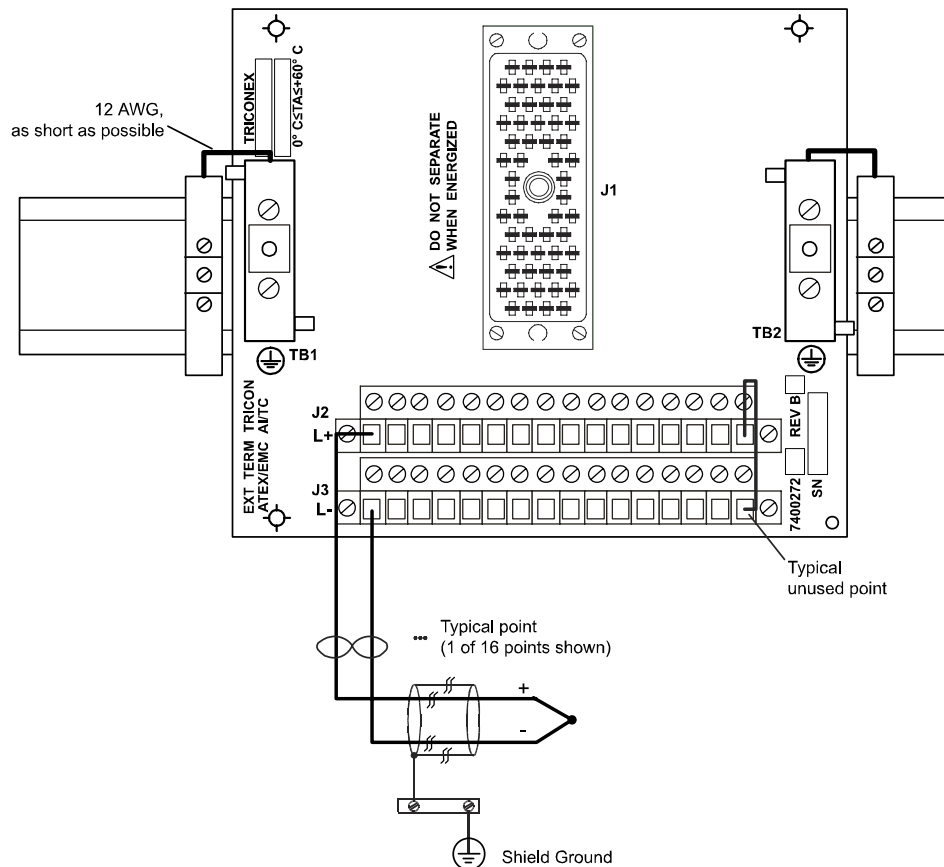 12 AWG,
as short as possible
TRICONEX
0° C≤TA≤+60° C
DO NOT SEPARATE
WHEN ENERGIZED
J1
TB1
TB2
EXT TERM TRICON
ATEX/EMC AI/TC
J2
L+
J3
L-
REV B
7400272
SN
Typical
unused point
Typical point
(1 of 16 points shown)
+
-
Shield Ground